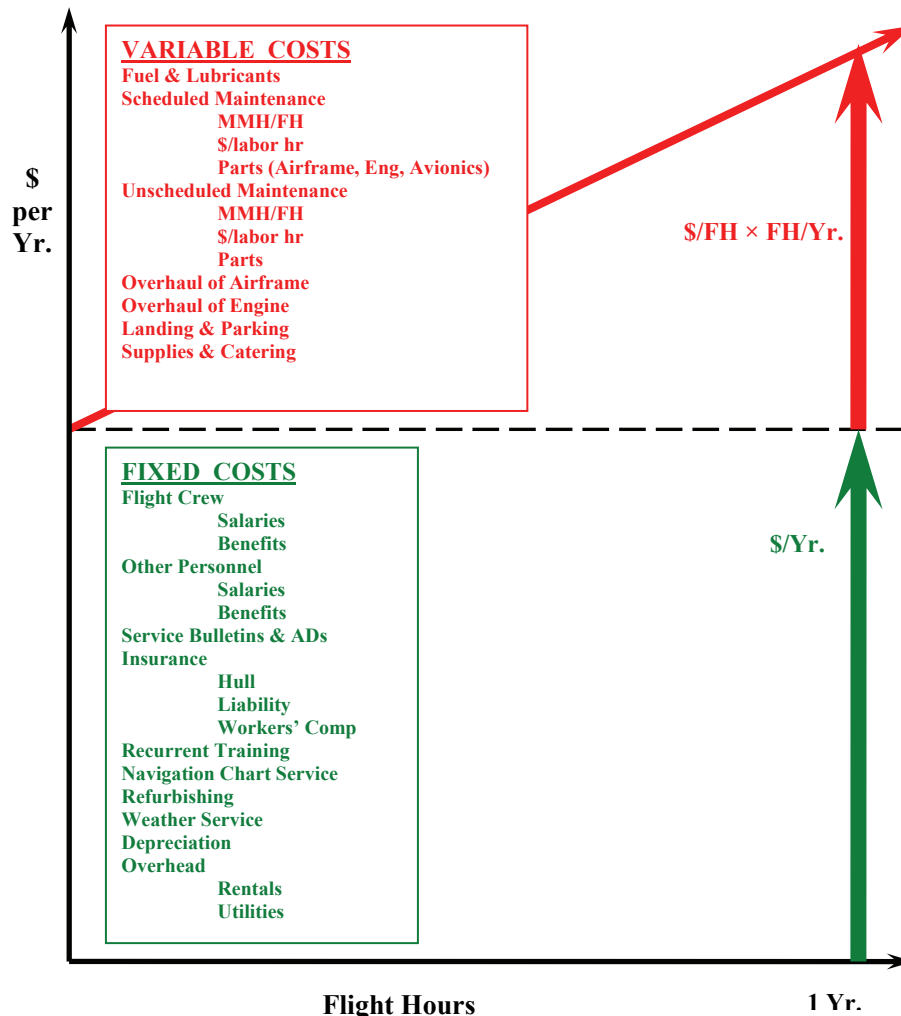 VARIABLE COSTS
Fuel & Lubricants
Scheduled Maintenance
MMH/FH
$/labor hr
Parts (Airframe, Eng, Avionics)
Unscheduled Maintenance
MMH/FH
$/labor hr
Parts
Overhaul of Airframe
Overhaul of Engine
Landing & Parking
Supplies & Catering
$
per
Yr.
$/FH × FH/Yr.
FIXED COSTS
Flight Crew
Salaries
Benefits
Other Personnel
Salaries
Benefits
Service Bulletins & ADs
Insurance
Hull
Liability
Workers’ Comp
Recurrent Training
Navigation Chart Service
Refurbishing
Weather Service
Depreciation
Overhead
Rentals
Utilities
$/Yr.
Flight Hours
1 Yr.